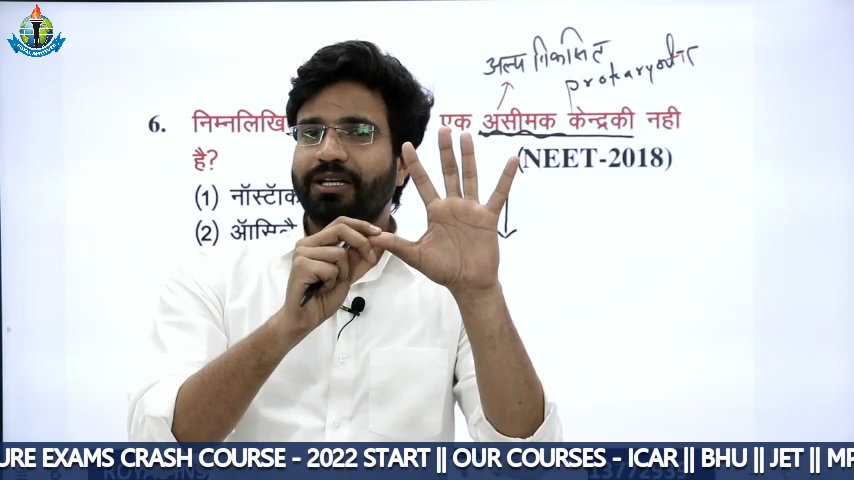 अल्प विकसित
prokaryotes
6. निम्नलिखि एक असीमक केन्द्रकी नही
है? (NEET-2018)
(1) नॉस्टॅाक
(2) ऑसिलै
URE EXAMS CRASH COURSE - 2022 START || OUR COURSES - ICAR || BHU || JET || MP